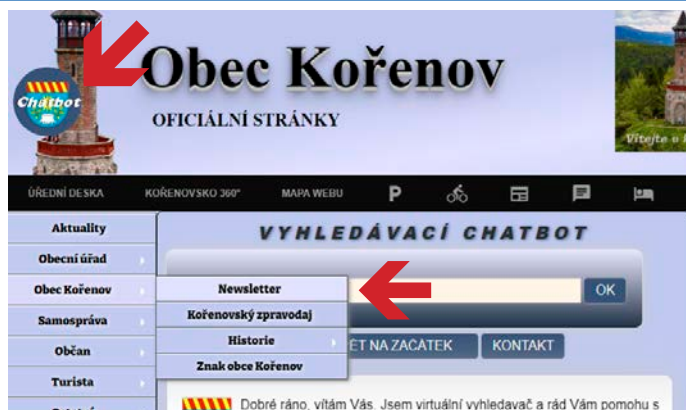 Obec Kořenov
Chatbot
OFICIÁLNÍ STRÁNKY
Vítejte v
ÚŘEDNÍ DESKA KOŘENOVSKO 360° MAPA WEBU P
Aktuality
VYHLEDÁVACÍ CHATBOT
Obecní úřad
Obec Kořenov
Newsletter
OK
Samospráva
Kořenovský zpravodaj
Občan
Historie
ĚT NA ZAČÁTEK
KONTAKT
Znak obce Kořenov
Turista
Dobré ráno, vítám Vás. Jsem virtuální vyhledavač a rád Vám pomohu s